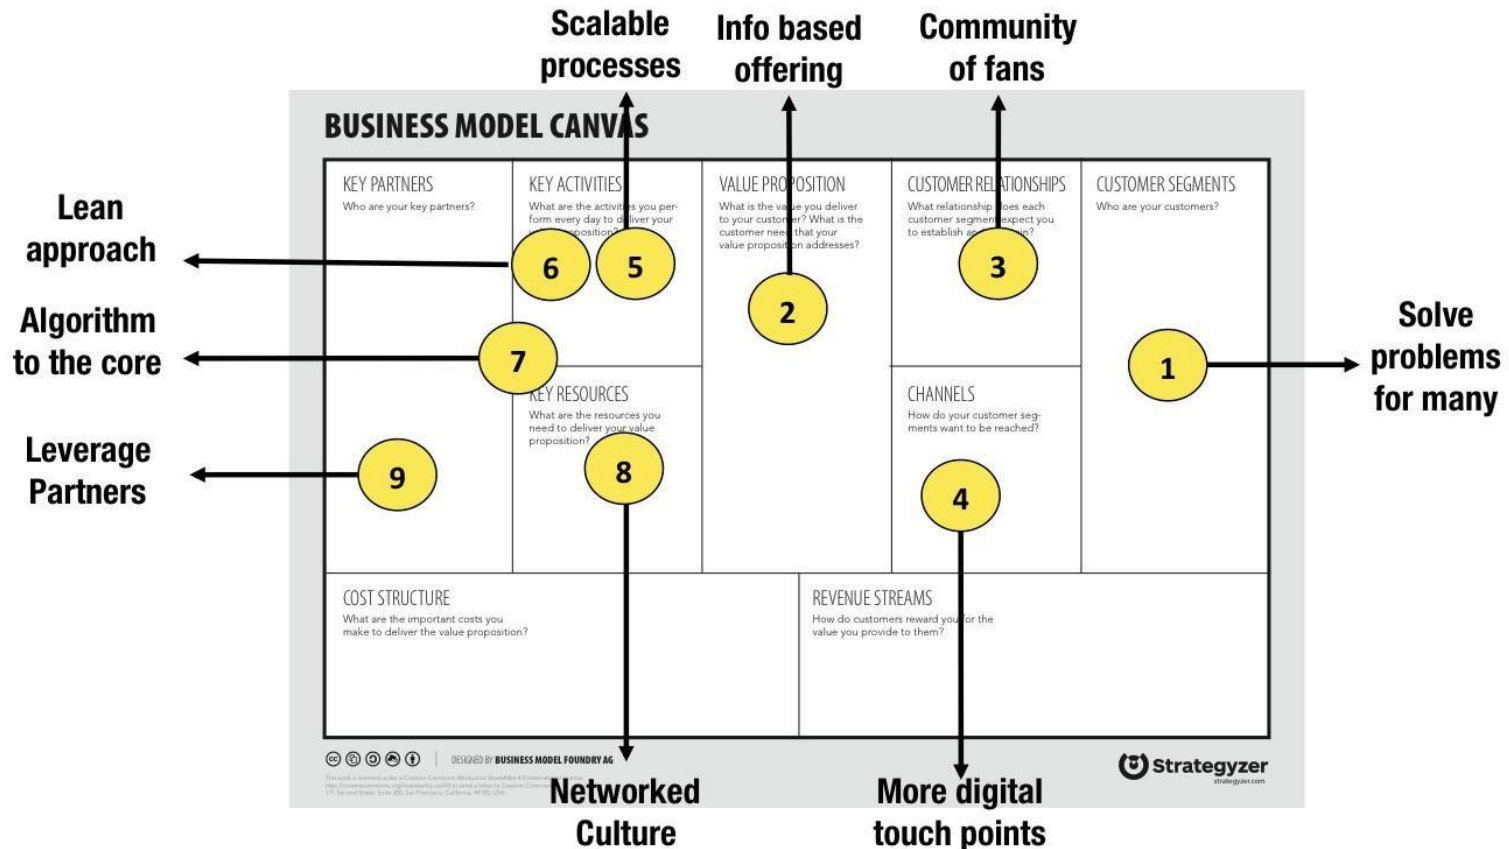 Scalable
processes
Info based
offering
Community
of fans
BUSINESS MODEL CANVAS
Lean
approach
Algorithm
to the core
Leverage
Partners
KEY PARTNERS
Who are your key partners?
KEY ACTIVITIES
What are the activities you per-
form every day to deliver your
proposition?
6
5
7
KEY RESOURCES
What are the resources you
need to deliver your value
proposition?
8
9
VALUE PROPOSITION
What is the value you deliver
to your customer? What is the
customer need that your
value proposition addresses?
2
CUSTOMER RELATIONSHIPS
What relationship does each
customer segment expect you
to establish
3
CHANNELS
How do your customer seg-
ments want to be reached?
4
CUSTOMER SEGMENTS
Who are your customers?
1
Solve
problems
for many
COST STRUCTURE
What are the important costs you
make to deliver the value proposition?
REVENUE STREAMS
How do customers reward you for the
value you provide to them?
cc
DESIGNED BY BUSINESS MODEL FOUNDRY AG
Strategyzer
strategyzer.com
Networked
Culture
More digital
touch points